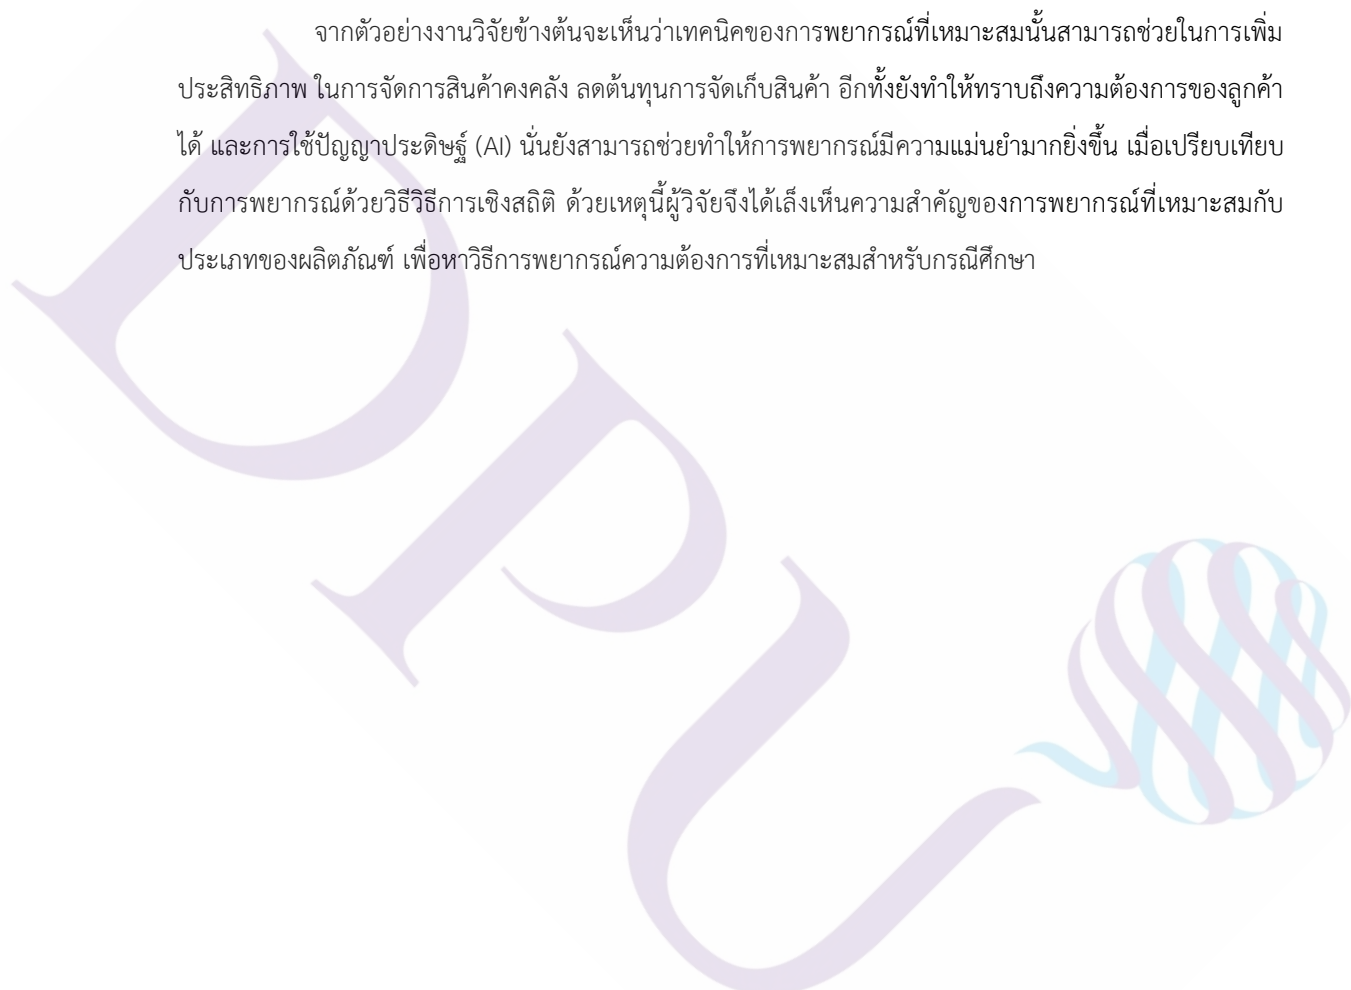 จากตัวอย่างงานวิจัยข้างต้นจะเห็นว่าเทคนิคของการพยากรณ์ที่เหมาะสมนั้นสามารถช่วยในการเพิ่ม
ประสิทธิภาพ ในการจัดการสินค้าคงคลัง ลดต้นทุนการจัดเก็บสินค้า อีกทั้งยังทำให้ทราบถึงความต้องการของลูกค้า
ได้ และการใช้ปัญญาประดิษฐ์ (AI) นั่นยังสามารถช่วยทำให้การพยากรณ์มีความแม่นยำมากยิ่งขึ้น เมื่อเปรียบเทียบ
กับการพยากรณ์ด้วยวิธีวิธีการเชิงสถิติ ด้วยเหตุนี้ผู้วิจัยจึงได้เล็งเห็นความสำคัญของการพยากรณ์ที่เหมาะสมกับ
ประเภทของผลิตภัณฑ์ เพื่อหาวิธีการพยากรณ์ความต้องการที่เหมาะสมสำหรับกรณีศึกษา
DPU